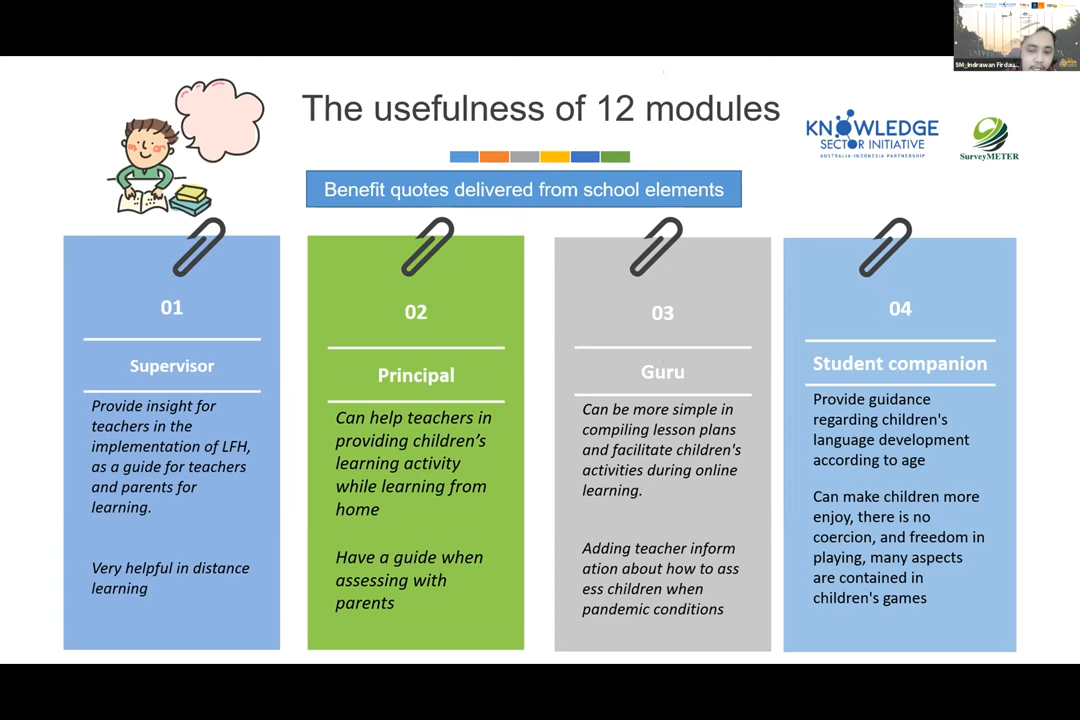 The usefulness of 12 modules
KNOWLEDGE
SECTOR INITIATIVE
AUSTRALIA-INDONESIA PARTNERSHIP
SurveyMETER
Benefit quotes delivered from school elements
01
Supervisor
Provide insight for
teachers in the
implementation of LFH,
as a guide for teachers
and parents for
learning.
Very helpful in distance
learning
02
Principal
Can help teachers in
providing children's
learning activity
while learning from
home
Have a guide when
assessing with
parents
03
Guru
Can be more simple in
compiling lesson plans
and facilitate children's
activities during online
learning.
Adding teacher inform
ation about how to ass
ess children when
pandemic conditions
04
Student companion
Provide guidance
regarding children's
language development
according to age
Can make children more
enjoy, there is no
coercion, and freedom in
playing, many aspects
are contained in
children's games
SM_Indrawan Firdau...